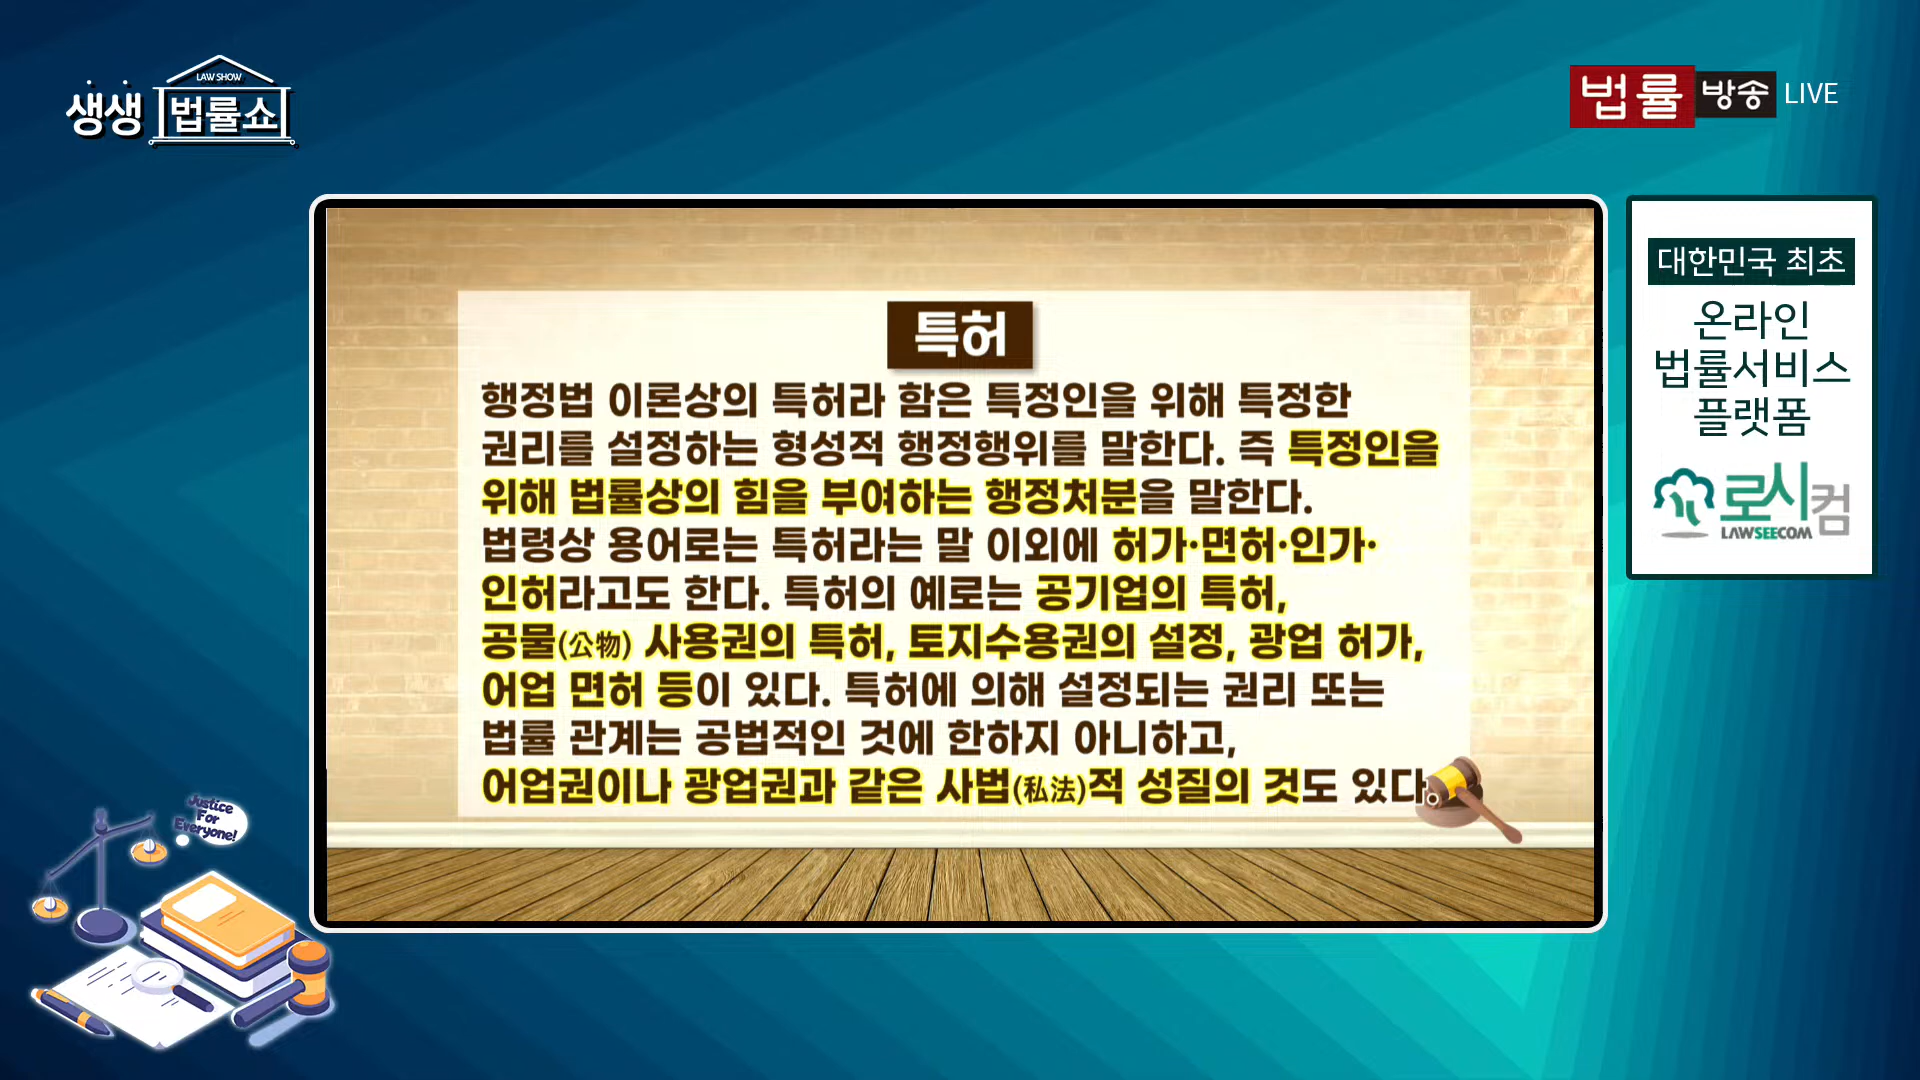 LAW SHOW
생생 법률쇼
법률방송 LIVE
대한민국 최초
온라인
법률서비스
플랫폼
로시컴
LAWSEECOM
특허
행정법 이론상의 특허라 함은 특정인을 위해 특정한
권리를 설정하는 형성적 행정행위를 말한다. 즉 특정인을
위해 법률상의 힘을 부여하는 행정처분을 말한다.
법령상 용어로는 특허라는 말 이외에 허가·면허·인가·
인허라고도 한다. 특허의 예로는 공기업의 특허,
공물(公物) 사용권의 특허, 토지수용권의 설정, 광업 허가,
어업 면허 등이 있다. 특허에 의해 설정되는 권리 또는
법률 관계는 공법적인 것에 한하지 아니하고,
어업권이나 광업권과 같은 사법(私法)적 성질의 것도 있다
Justice
For
Everyone!